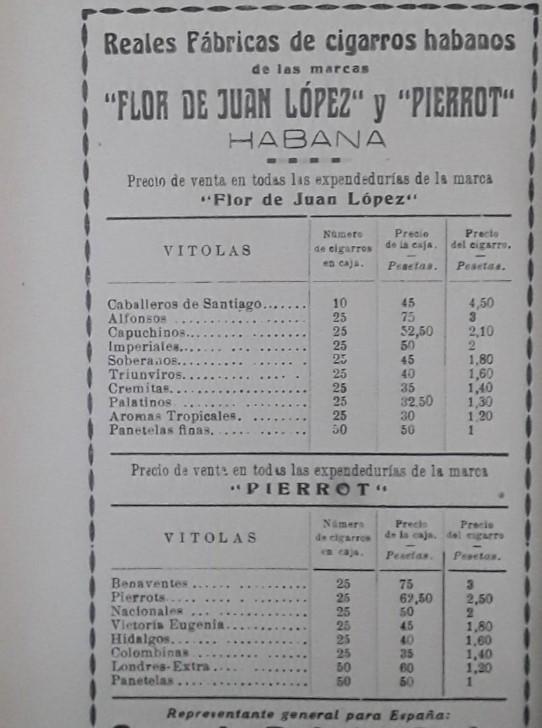 Reales Fábricas de cigarros habanos
de las marcas
"FLOR DE JUAN LÓPEZ" y "PIERROT"
HABANA
Precio de venta en todas las expendedurías de la marca
"Flor de Juan López"
VITOLAS Número de cigarros en caja. Precio de la caja. — Pesetas. Precio del cigarro. — Pesetas.
Caballeros de Santiago....... 10 45 4,50
Alfonsos ................... 25 75 3
Capuchinos................. 25 52,50 2,10
Imperiales.................. 25 50 2
Soberanos................... 25 45 1,80
Triunviros.................. 25 40 1,60
Cremitas.................... 25 35 1,40
Palatinos ................... 25 32,50 1,30
Aromas Tropicales. ........ 25 30 1,20
Panetelas finas.............. 50 50 1
Precio de venta en todas las expendedurías de la marca
"PIERROT"
VITOLAS Número de cigarros en caja. Precio de la caja. — Pesetas. Precio del cigarro — Pesetas.
Benaventes .................. 25 75 3
Pierrots..................... 25 62,50 2,50
Nacionales .................. 25 50 2
Victoria Eugenia............ 25 45 1,80
Hidalgos.................... 25 40 1,60
Colombinas ................. 25 35 1,40
Londres-Extra............... 50 60 1,20
Panetelas ................... 50 50 1
Representante general para España: